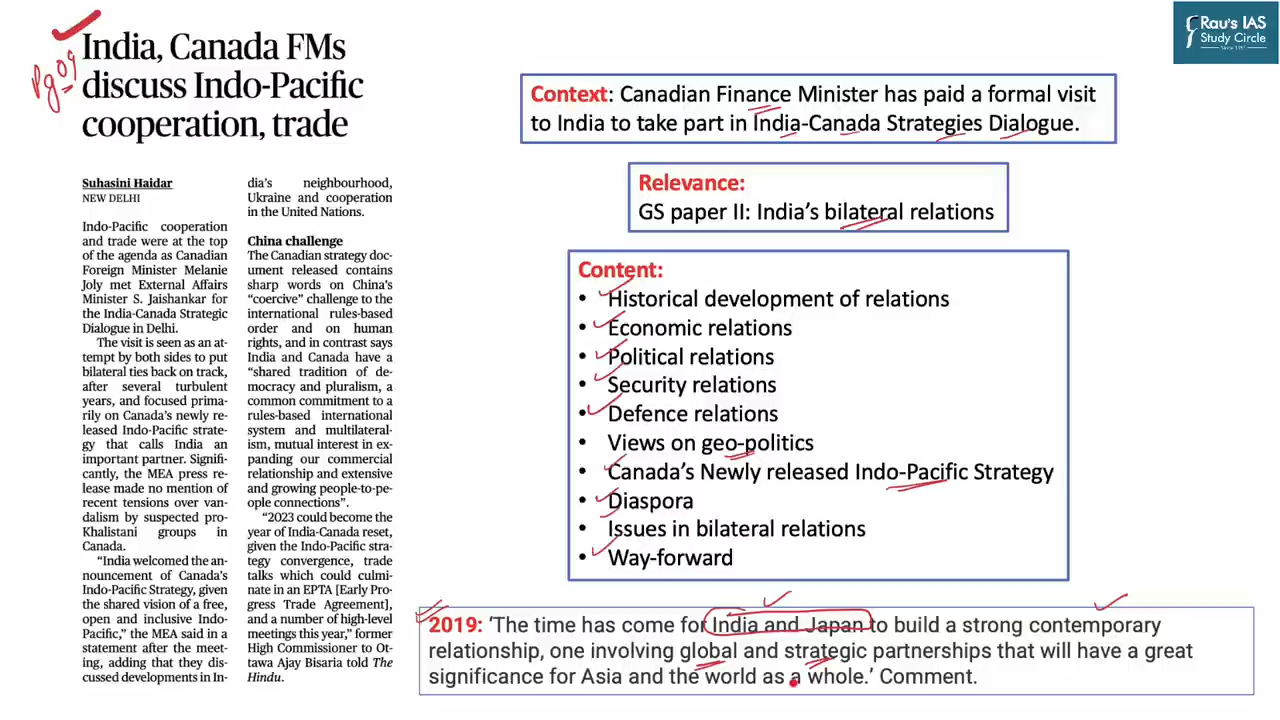 Rau's IAS
Study Circle
Since 1953
Pg 09
India, Canada FMs
discuss Indo-Pacific
cooperation, trade
Suhasini Haidar
NEW DELHI
Indo-Pacific cooperation
and trade were at the top
of the agenda as Canadian
Foreign Minister Melanie
Joly met External Affairs
Minister S. Jaishankar for
the India-Canada Strategic
Dialogue in Delhi.
The visit is seen as an at-
tempt by both sides to put
bilateral ties back on track,
after several turbulent
years, and focused prima-
rily on Canada's newly re-
leased Indo-Pacific strate-
gy that calls India an
important partner. Signifi-
cantly, the MEA press re-
lease made no mention of
recent tensions over van-
dalism by suspected pro-
Khalistani groups in
Canada.
"India welcomed the an-
nouncement of Canada's
Indo-Pacific Strategy, given
the shared vision of a free,
open and inclusive Indo-
Pacific," the MEA said in a
statement after the meet-
ing, adding that they dis-
cussed developments in In-
dia's neighbourhood,
Ukraine and cooperation
in the United Nations.
China challenge
The Canadian strategy doc-
ument released contains
sharp words on China's
"coercive" challenge to the
international rules-based
order and on human
rights, and in contrast says
India and Canada have a
"shared tradition of de-
mocracy and pluralism, a
common commitment to a
rules-based international
system and multilateral-
ism, mutual interest in ex-
panding our commercial
relationship and extensive
and growing people-to-pe-
ople connections".
"2023 could become the
year of India-Canada reset,
given the Indo-Pacific stra-
tegy convergence, trade
talks which could culmi-
nate in an EPTA [Early Pro-
gress Trade Agreement],
and a number of high-level
meetings this year," former
High Commissioner to Ot-
tawa Ajay Bisaria told The
Hindu.
Context: Canadian Finance Minister has paid a formal visit
to India to take part in India-Canada Strategies Dialogue.
Relevance:
GS paper II: India's bilateral relations
Content:
• Historical development of relations
• Economic relations
• Political relations
• Security relations
• Defence relations
• Views on geo-politics
• Canada's Newly released Indo-Pacific Strategy
• Diaspora
• Issues in bilateral relations
• Way-forward
2019: 'The time has come for India and Japan to build a strong contemporary
relationship, one involving global and strategic partnerships that will have a great
significance for Asia and the world as a whole.' Comment.